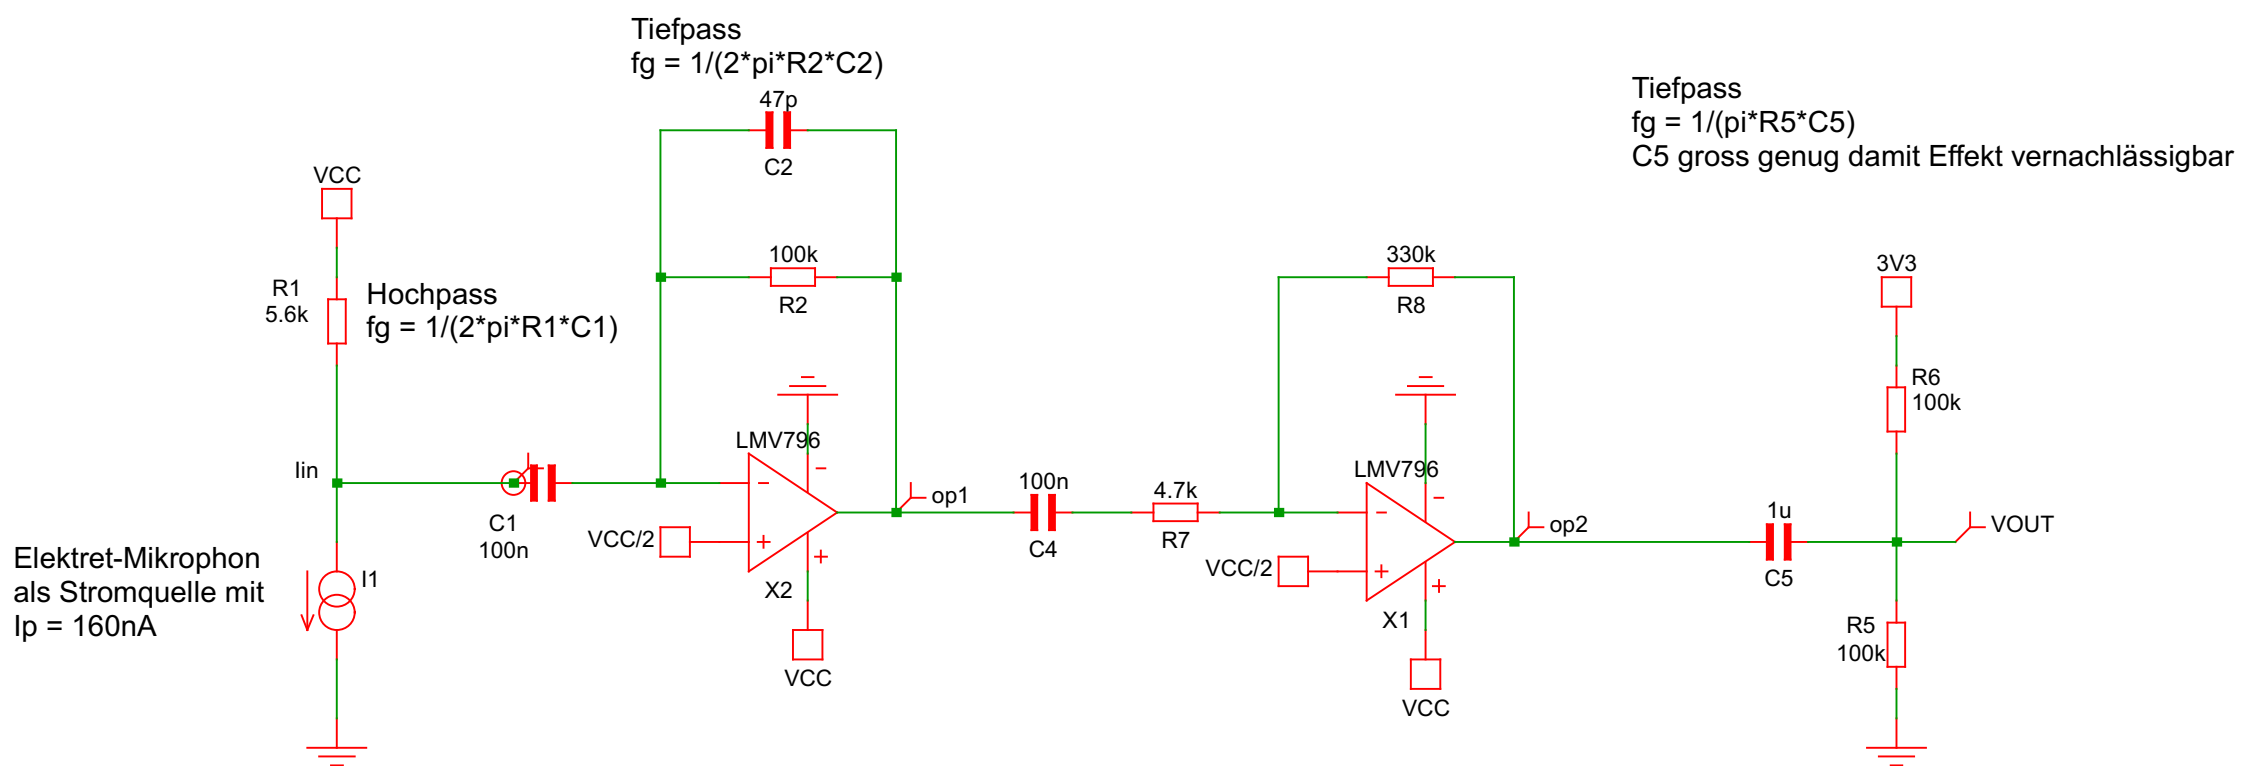 Tiefpass
fg = 1/(2*pi*R2*C2)
47p
C2
Tiefpass
fg = 1/(pi*R5*C5)
C5 gross genug damit Effekt vernachlässigbar
VCC
R1
5.6k
Hochpass
fg = 1/(2*pi*R1*C1)
100k
R2
330k
R8
3V3
R6
100k
Iin
C1
100n
LMV796
−
−
+
+
VCC/2
X2
VCC
op1
100n
C4
4.7k
R7
LMV796
−
−
+
+
VCC/2
X1
VCC
op2
1u
C5
VOUT
R5
100k
Elektret-Mikrophon
als Stromquelle mit
Ip = 160nA
I1